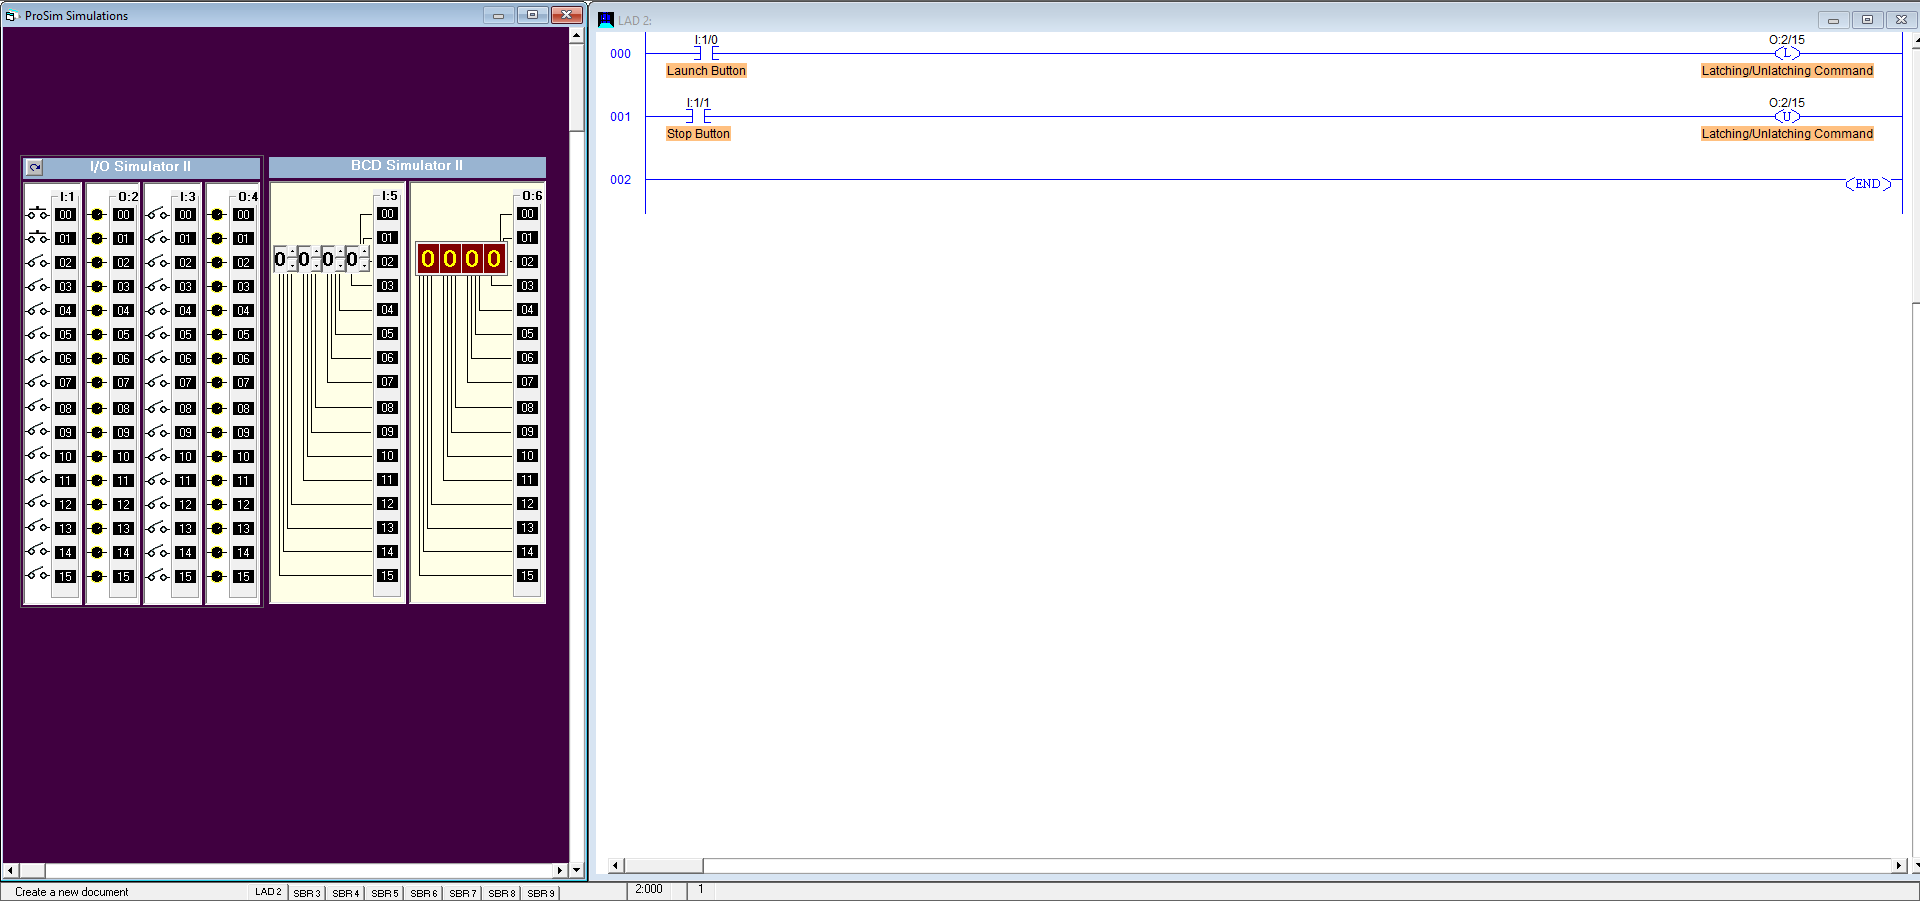 ProSim Simulations
I/O Simulator II
I:1 O:2 I:3 O:4
00 00 00 00
01 01 01 01
02 02 02 02
03 03 03 03
04 04 04 04
05 05 05 05
06 06 06 06
07 07 07 07
08 08 08 08
09 09 09 09
10 10 10 10
11 11 11 11
12 12 12 12
13 13 13 13
14 14 14 14
15 15 15 15
BCD Simulator II
I:5 O:6
00 00
01 01
0 0 0 0 02 0 0 0 0 02
03 03
04 04
05 05
06 06
07 07
08 08
09 09
10 10
11 11
12 12
13 13
14 14
15 15
LAD 2:
I:1/0 O:2/15
000 L
Launch Button Latching/Unlatching Command
I:1/1 O:2/15
001 U
Stop Button Latching/Unlatching Command
002 END
Create a new document LAD 2 SBR 3 SBR 4 SBR 5 SBR 6 SBR 7 SBR 8 SBR 9 2:000 1